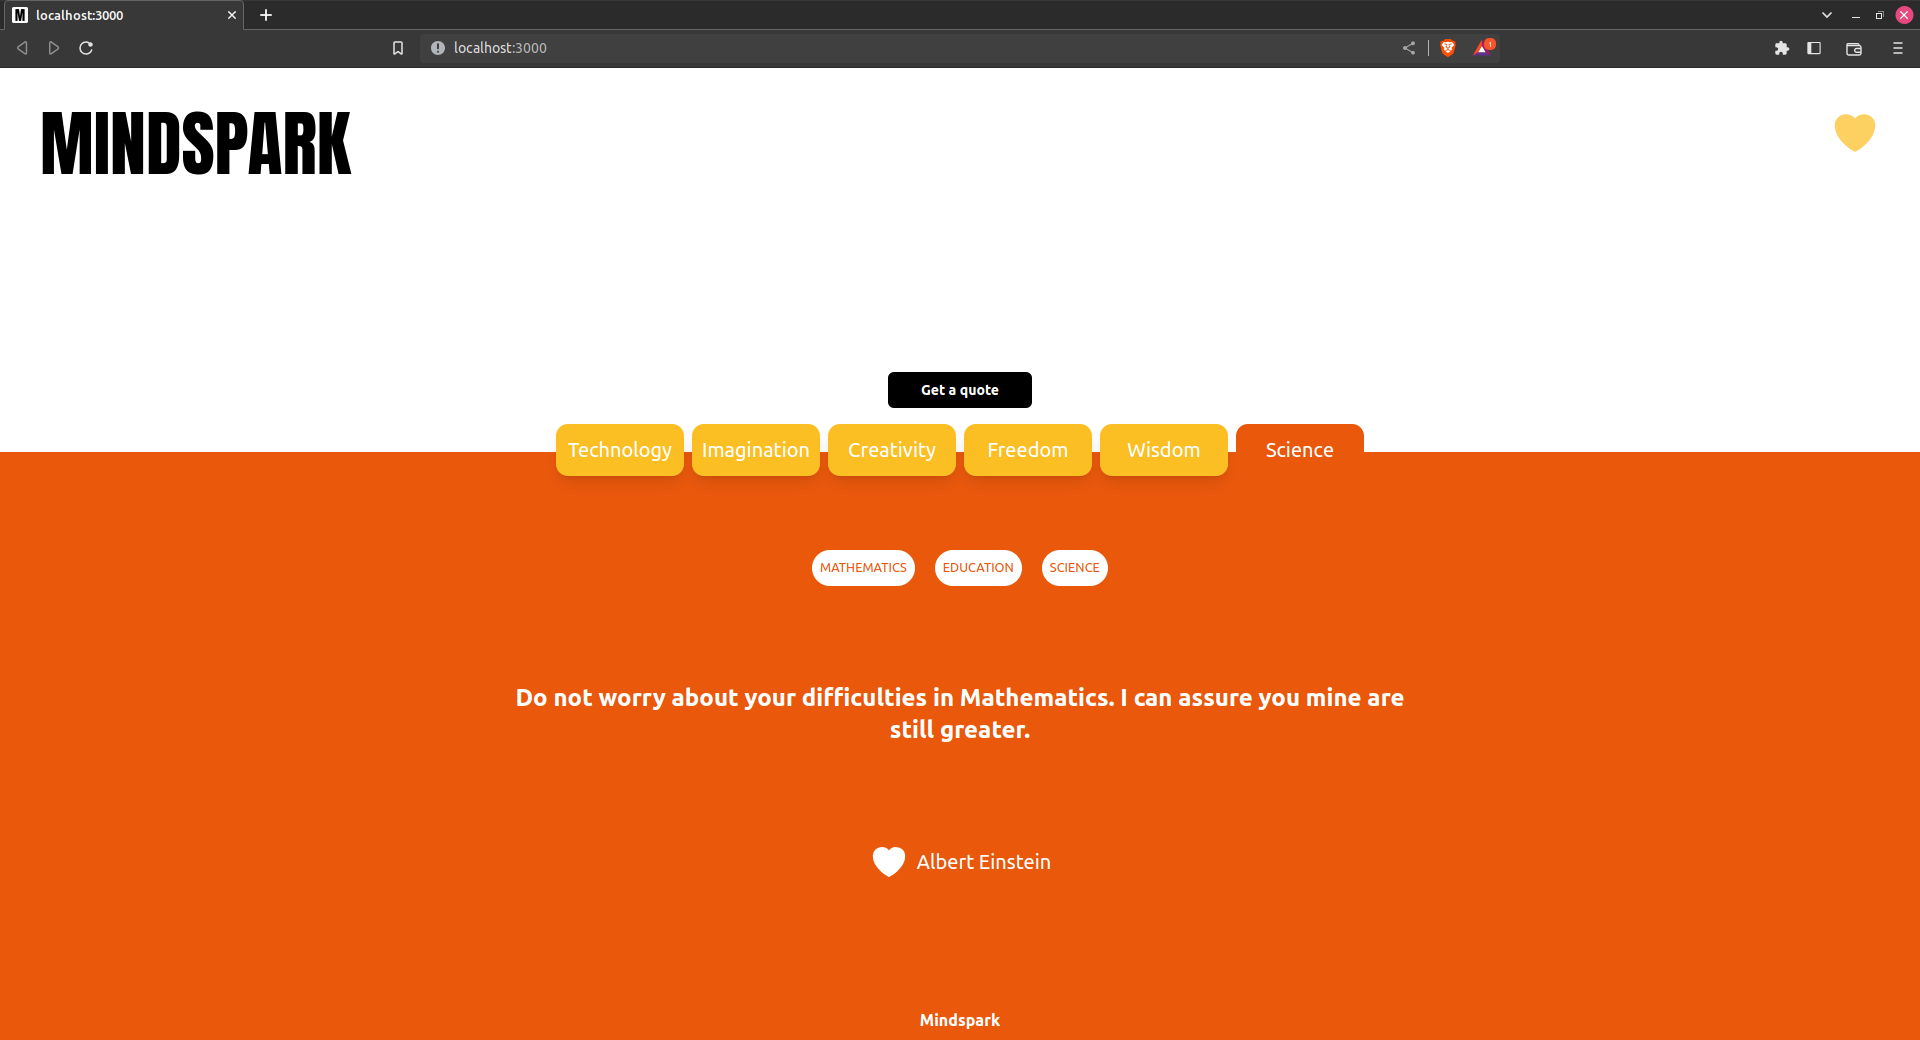 localhost:3000
localhost:3000
1
MINDSPARK
Get a quote
Technology Imagination Creativity Freedom Wisdom Science
MATHEMATICS EDUCATION SCIENCE
Do not worry about your difficulties in Mathematics. I can assure you mine are
still greater.
Albert Einstein
Mindspark